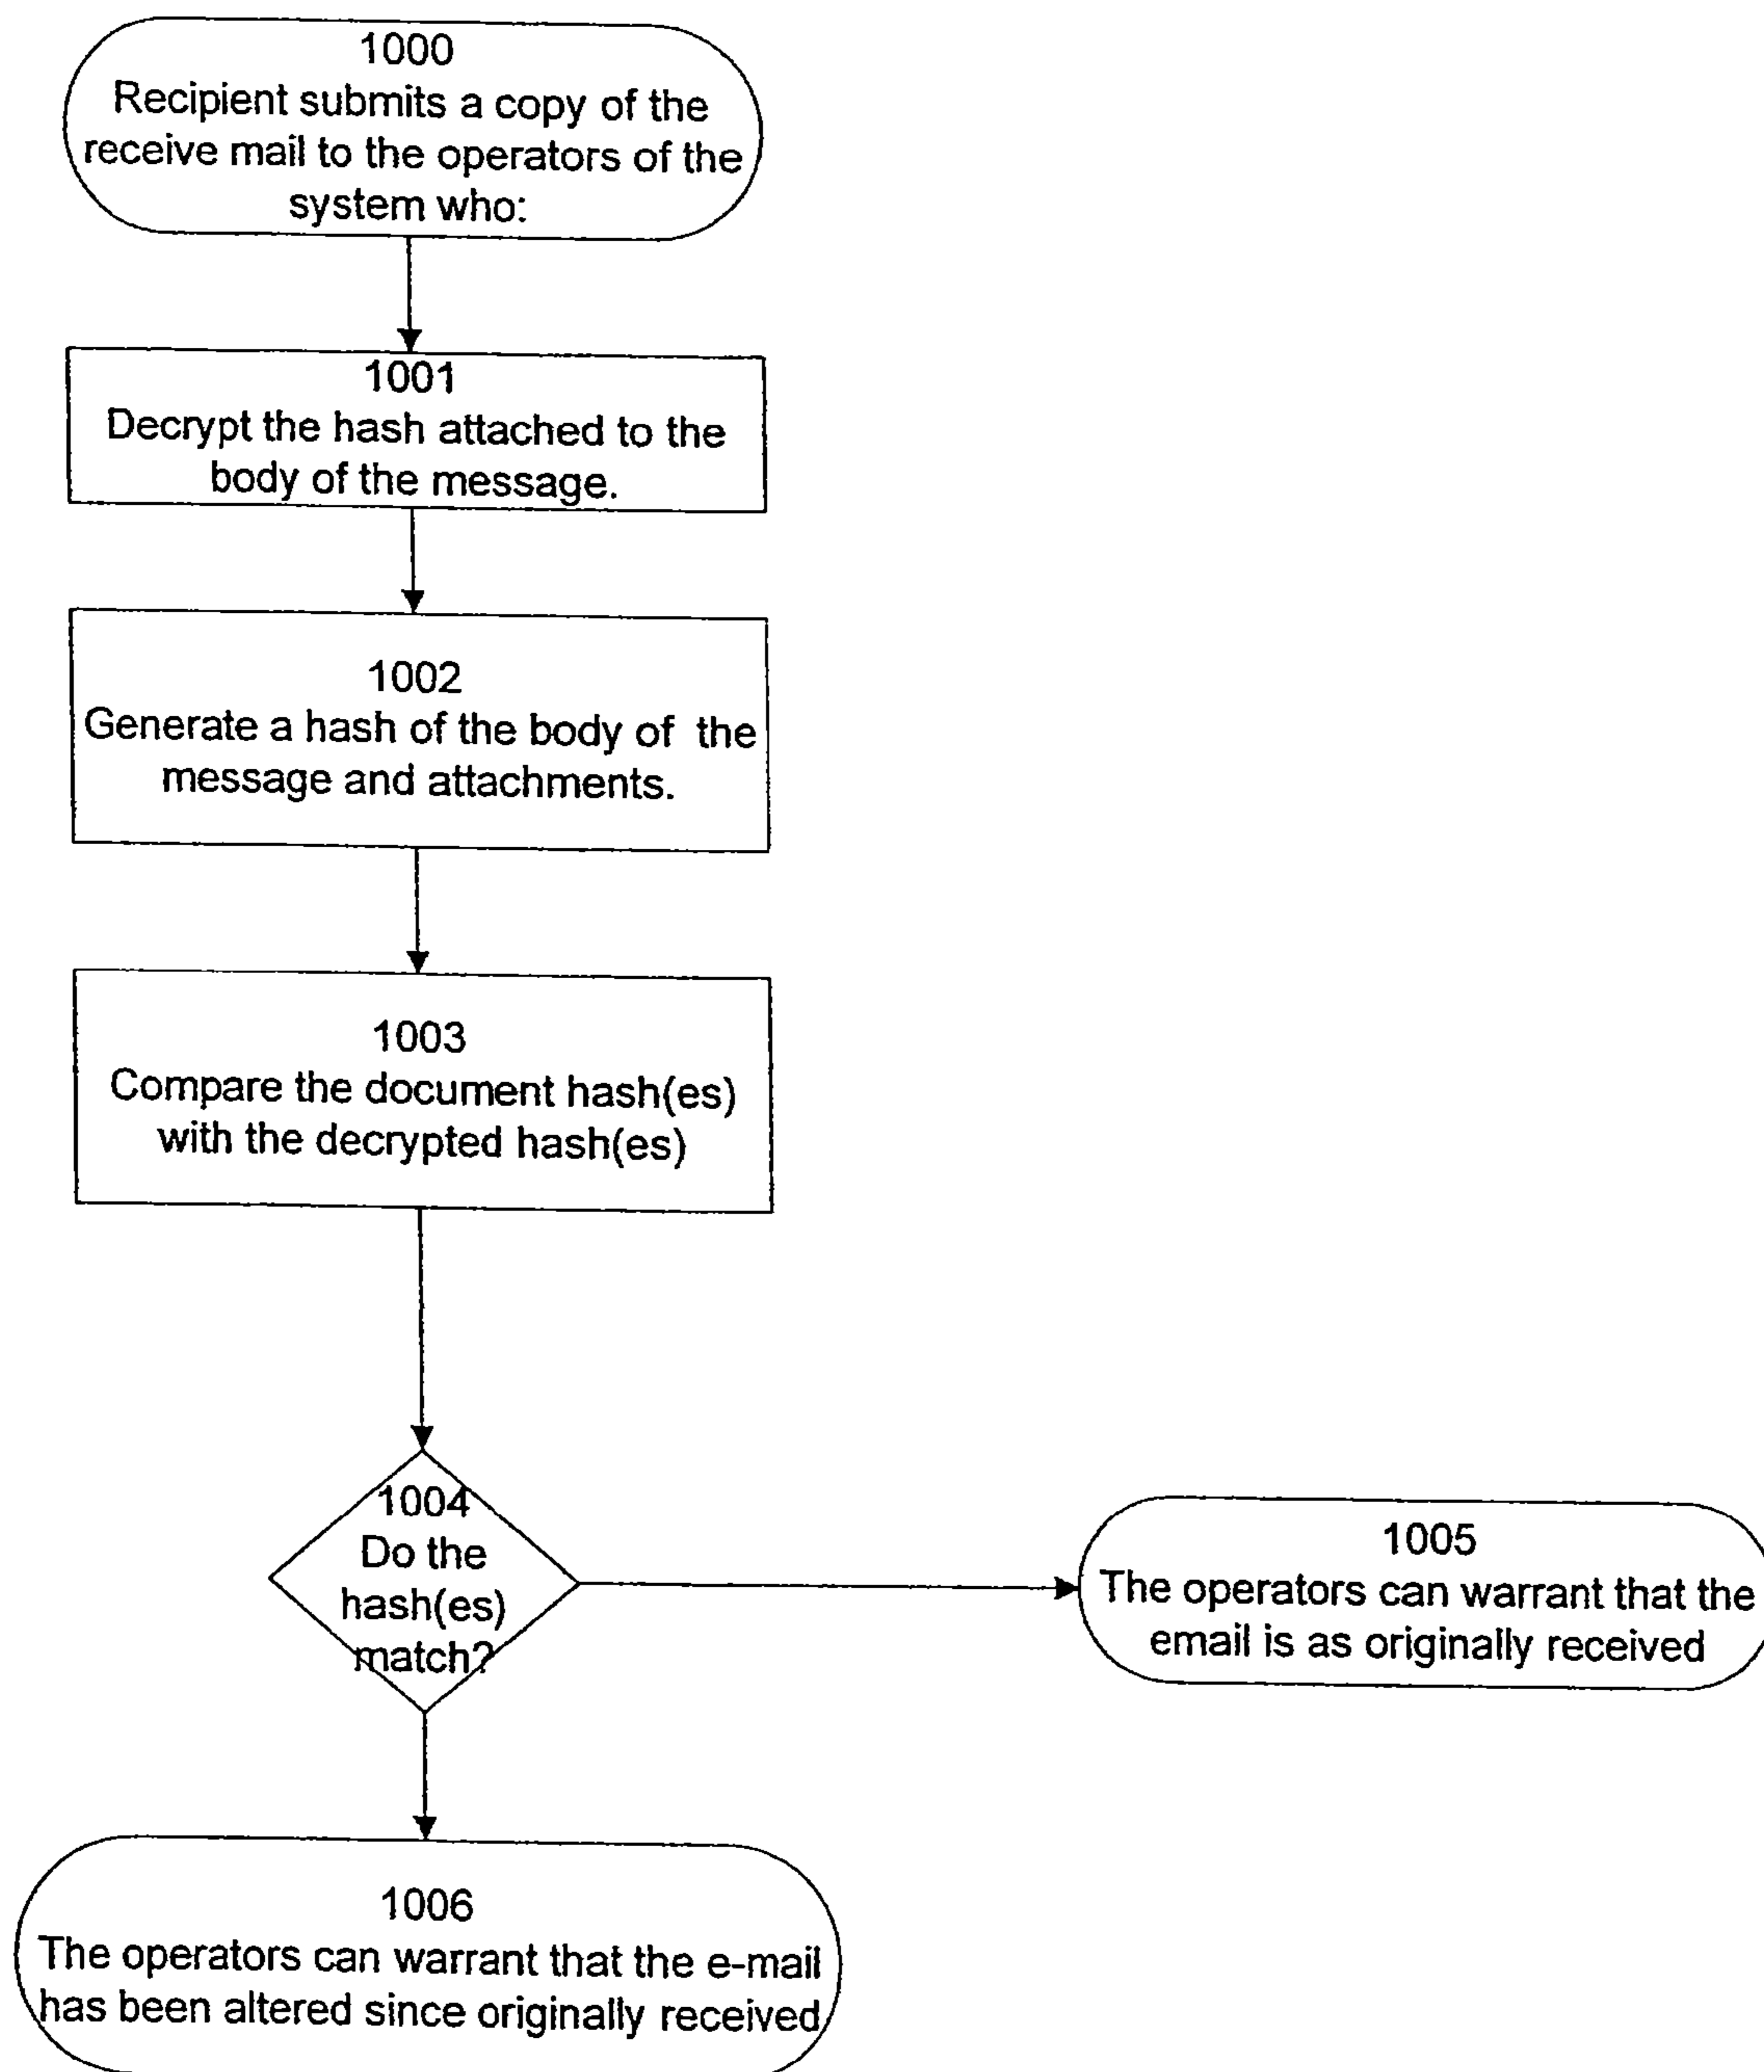 1000
Recipient submits a copy of the
receive mail to the operators of the
system who:
1001
Decrypt the hash attached to the
body of the message.
1002
Generate a hash of the body of the
message and attachments.
1003
Compare the document hash(es)
with the decrypted hash(es)
1004
Do the
hash(es)
match?
1005
The operators can warrant that the
email is as originally received
1006
The operators can warrant that the e-mail
has been altered since originally received